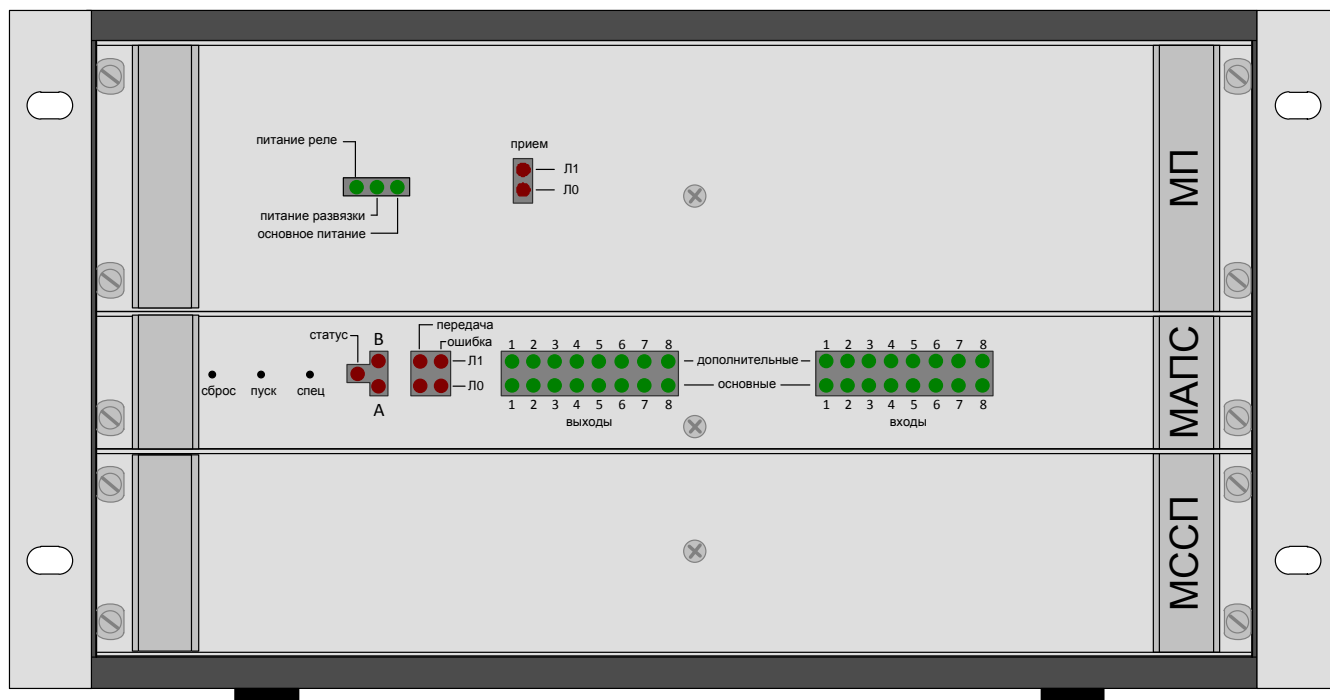 питание реле
прием
Л1
Л0
питание развязки
основное питание
МП
передача
статус
В
ошибка
1 2 3 4 5 6 7 8
1 2 3 4 5 6 7 8
Л1
дополнительные
сброс
пуск
спец
Л0
основные
А
1 2 3 4 5 6 7 8
1 2 3 4 5 6 7 8
выходы
входы
МАПС
МССП